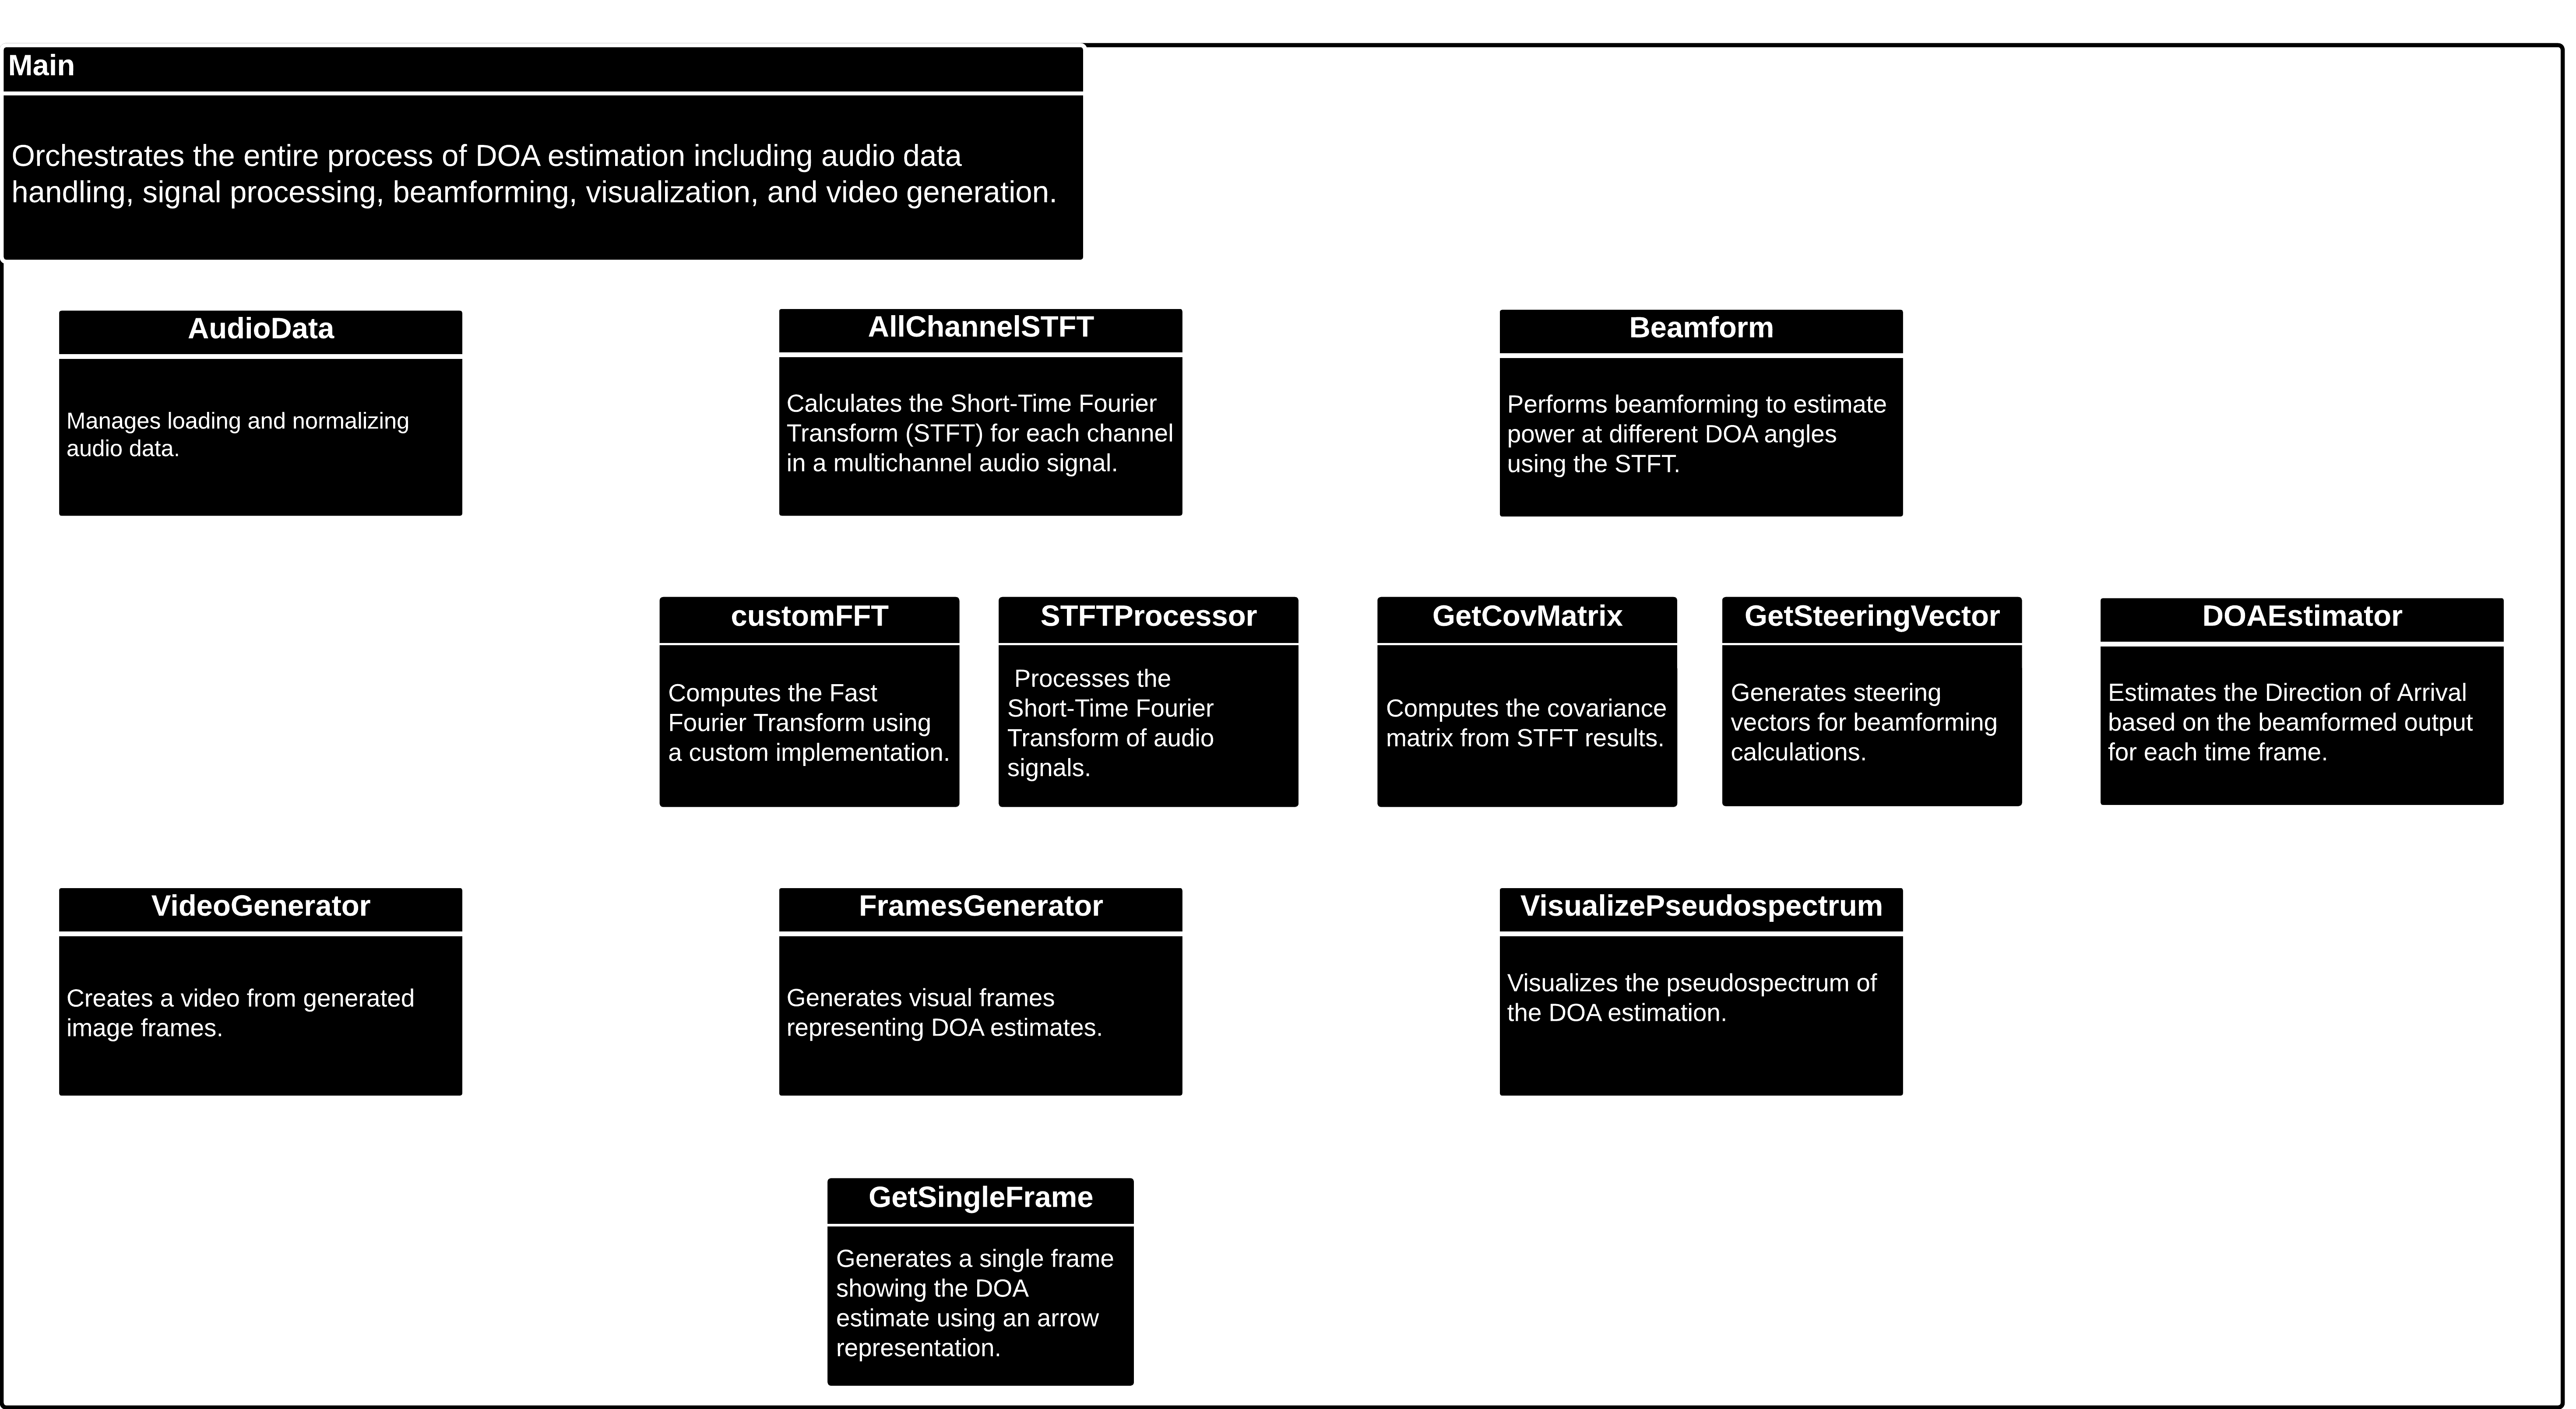 Main
Orchestrates the entire process of DOA estimation including audio data
handling, signal processing, beamforming, visualization, and video generation.
AudioData
Manages loading and normalizing
audio data.
AllChannelSTFT
Calculates the Short-Time Fourier
Transform (STFT) for each channel
in a multichannel audio signal.
Beamform
Performs beamforming to estimate
power at different DOA angles
using the STFT.
customFFT
Computes the Fast
Fourier Transform using
a custom implementation.
STFTProcessor
Processes the
Short-Time Fourier
Transform of audio
signals.
GetCovMatrix
Computes the covariance
matrix from STFT results.
GetSteeringVector
Generates steering
vectors for beamforming
calculations.
DOAEstimator
Estimates the Direction of Arrival
based on the beamformed output
for each time frame.
VideoGenerator
Creates a video from generated
image frames.
FramesGenerator
Generates visual frames
representing DOA estimates.
VisualizePseudospectrum
Visualizes the pseudospectrum of
the DOA estimation.
GetSingleFrame
Generates a single frame
showing the DOA
estimate using an arrow
representation.